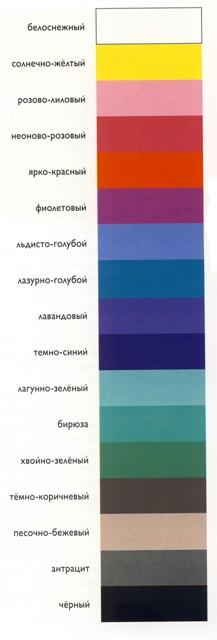 белоснежный
солнечно-жёлтый
розово-лиловый
неоново-розовый
ярко-красный
фиолетовый
льдисто-голубой
лазурно-голубой
лавандовый
темно-синий
лагунно-зелёный
бирюза
хвойно-зелёный
тёмно-коричневый
песочно-бежевый
антрацит
чёрный